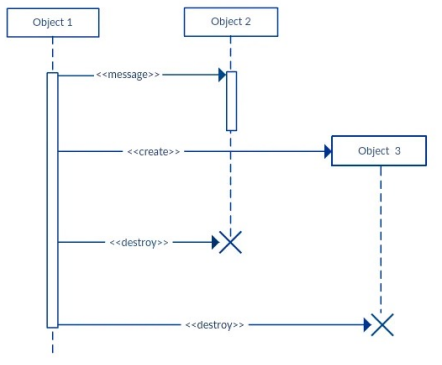 Object 1
Object 2
<<message>>
<<create>>
Object 3
<<destroy>>
<<destroy>>